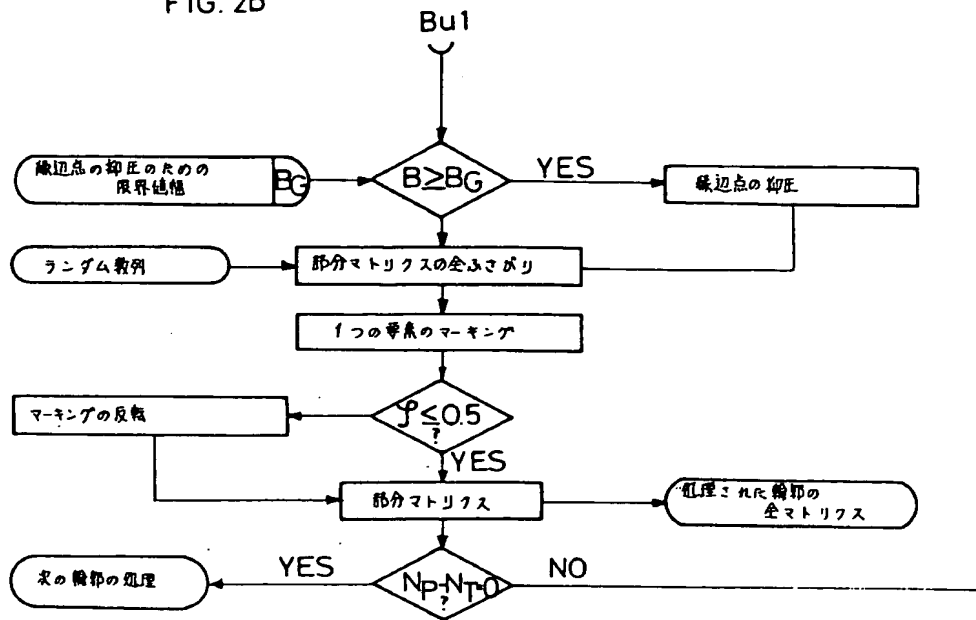 FIG. 2b
Bu1
縁辺点の抑圧のための
限界値幅
BG
B≥BG
YES
縁辺点の抑圧
ランダム数列
部分マトリクスの全ふさがり
1つの要素のマーキング
マーキングの反転
φ≤0.5
?
YES
部分マトリクス
処理された輪郭の
全マトリクス
次の輪郭の処理
YES
NP-NT=0
?
NO